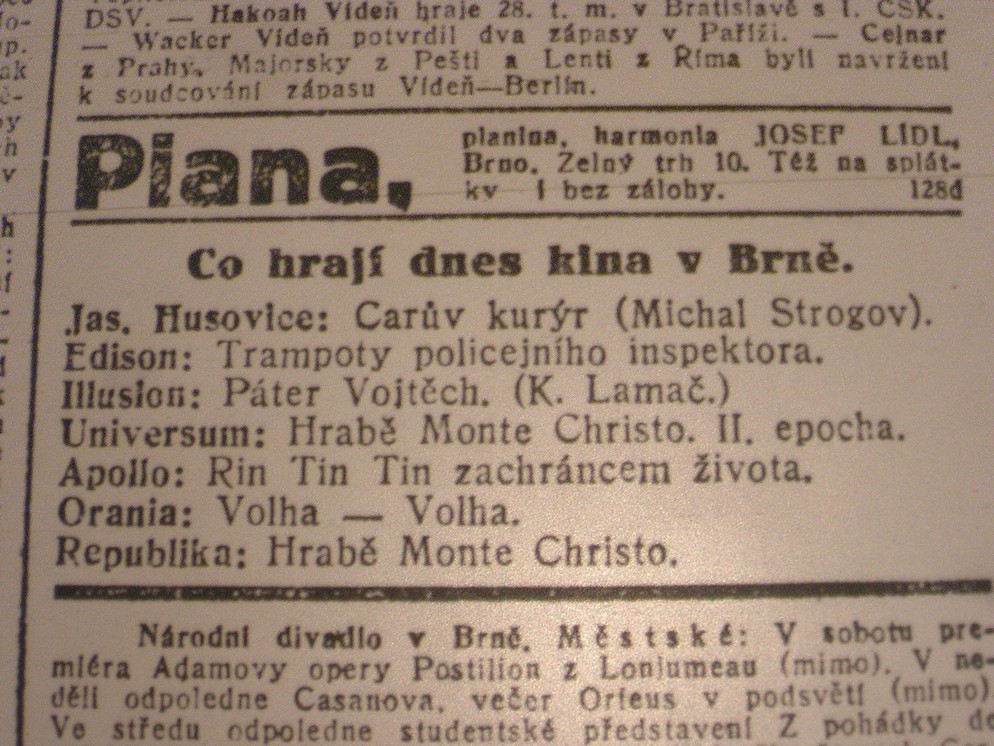 DSV. — Hakoah Vídeň hraje 28. t. m. v Bratislavě s I. ČSK.
— Wacker Vídeň potvrdil dva zápasy v Paříži. — Cejnar
z Prahy, Majorsky z Pešti a Lenti z Říma byli navrženi
k soudcování zápasu Vídeň—Berlín.
Piana,
pianina, harmonia JOSEF LÍDL,
Brno, Zelný trh 10. Též na splát-
ky i bez zálohy. 128d
Co hrají dnes kina v Brně.
Jas, Husovice: Carův kurýr (Michal Strogov).
Edison: Trampoty policejního inspektora.
Illusion: Páter Vojtěch. (K. Lamač.)
Universum: Hrabě Monte Christo. II. epocha.
Apollo: Rin Tin Tin zachráncem života.
Orania: Volha — Volha.
Republika: Hrabě Monte Christo.
Národní divadlo v Brně. Městské: V sobotu pre-
miéra Adamovy opery Postilion z Lonjumeau (mimo). V ne-
děli odpoledne Casanova, večer Orfeus v podsvětí (mimo).
Ve středu odpoledne studentské představení Z pohádky do